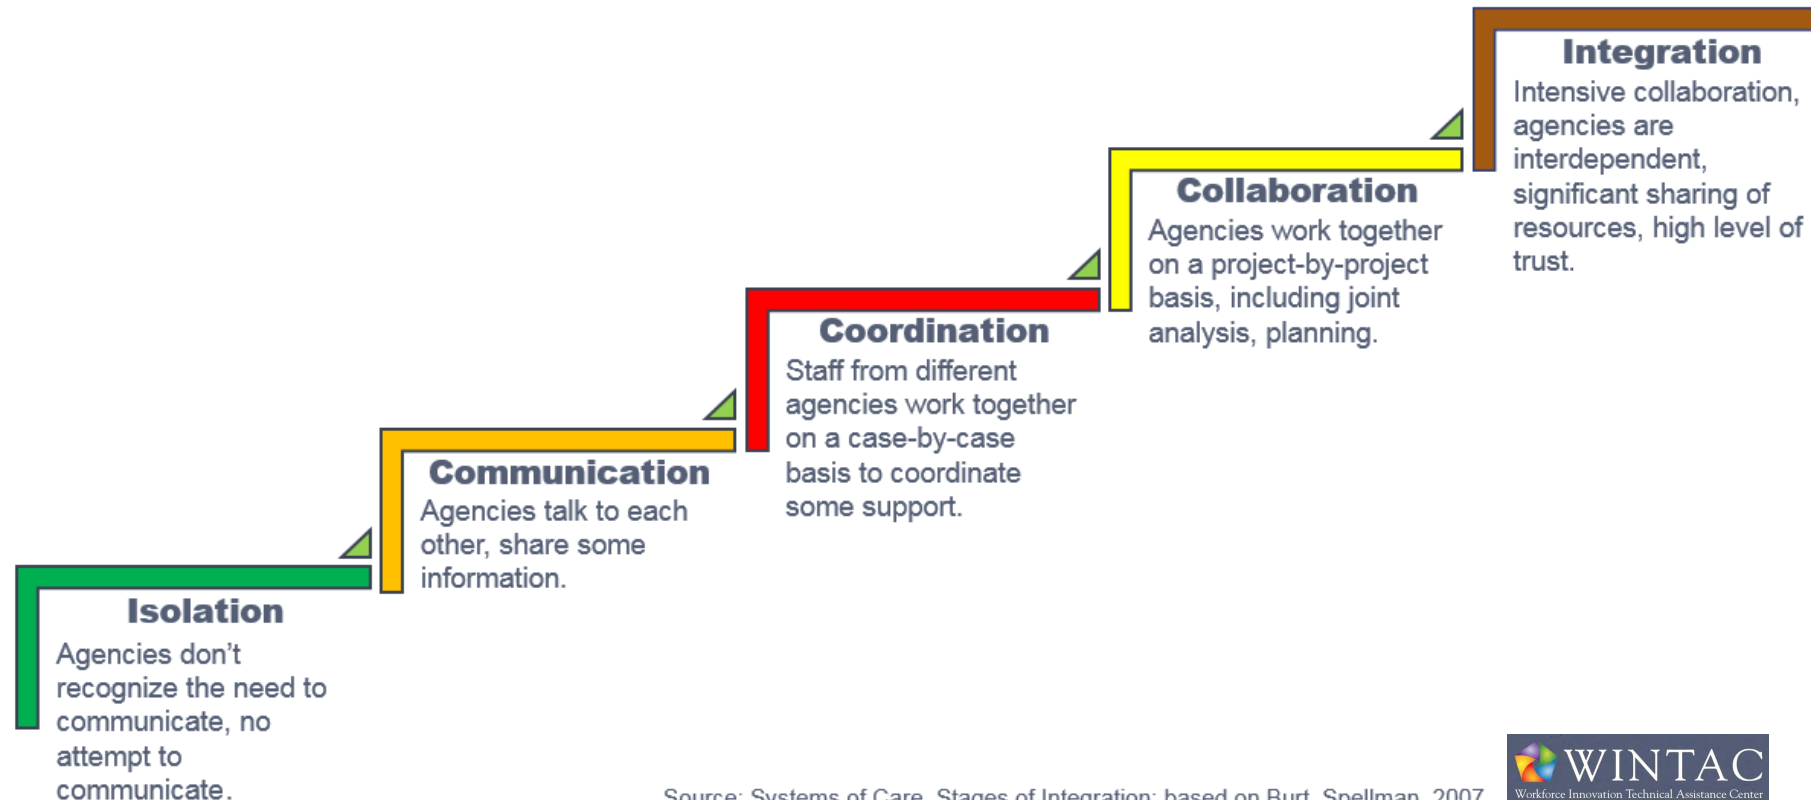 Integration
Intensive collaboration,
agencies are
interdependent,
significant sharing of
resources, high level of
trust.
Collaboration
Agencies work together
on a project-by-project
basis, including joint
analysis, planning.
Coordination
Staff from different
agencies work together
on a case-by-case
basis to coordinate
some support.
Communication
Agencies talk to each
other, share some
information.
Isolation
Agencies don't
recognize the need to
communicate, no
attempt to
communicate.
Source: Systems of Care, Stages of Integration; based on Burt, Spellman, 2007
WINTAC
Workforce Innovation Technical Assistance Center